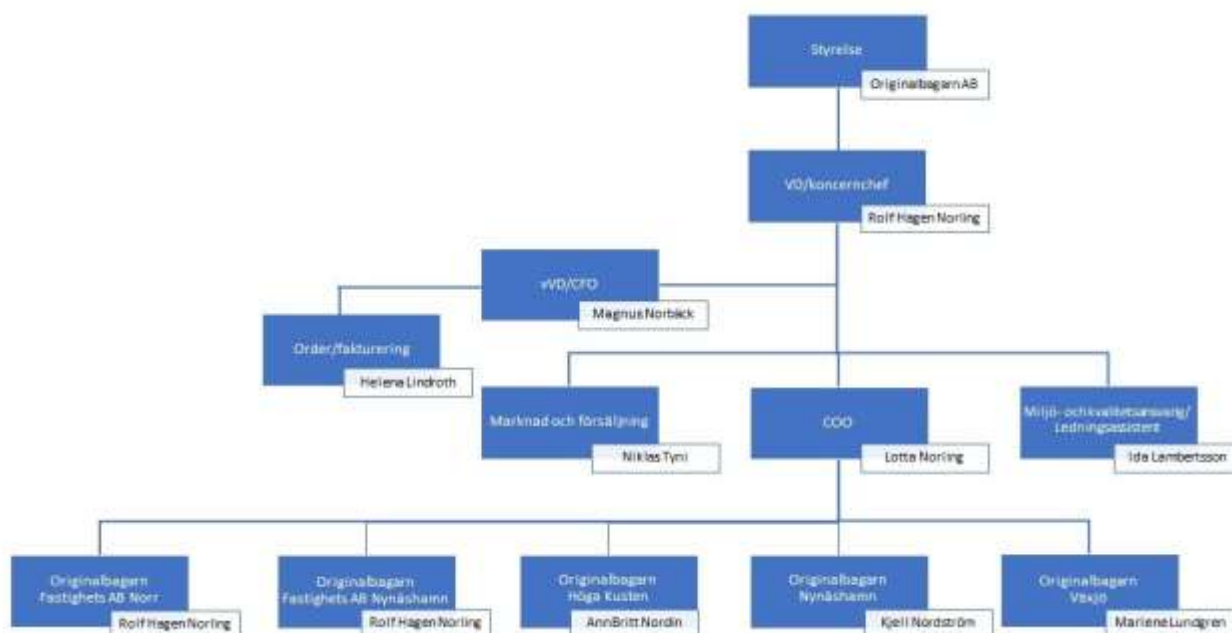 Styrelse
Originalbagarn AB
VD/koncernchef
Rolf Hagen Norling
vVD/CFO
Magnus Norbäck
Order/fakturering
Helena Lindroth
Marknad och försäljning
Niklas Tyni
COO
Lotta Norling
Miljö- och kvalitetsansvarig/
Ledningsassistent
Ida Lambertsson
Originalbagarn
Fastighets AB Norr
Rolf Hagen Norling
Originalbagarn
Fastighets AB Nynäshamn
Rolf Hagen Norling
Originalbagarn
Höga Kusten
AnnBritt Nordin
Originalbagarn
Nynäshamn
Kjell Nordström
Originalbagarn
Växjö
Marlene Lundgren